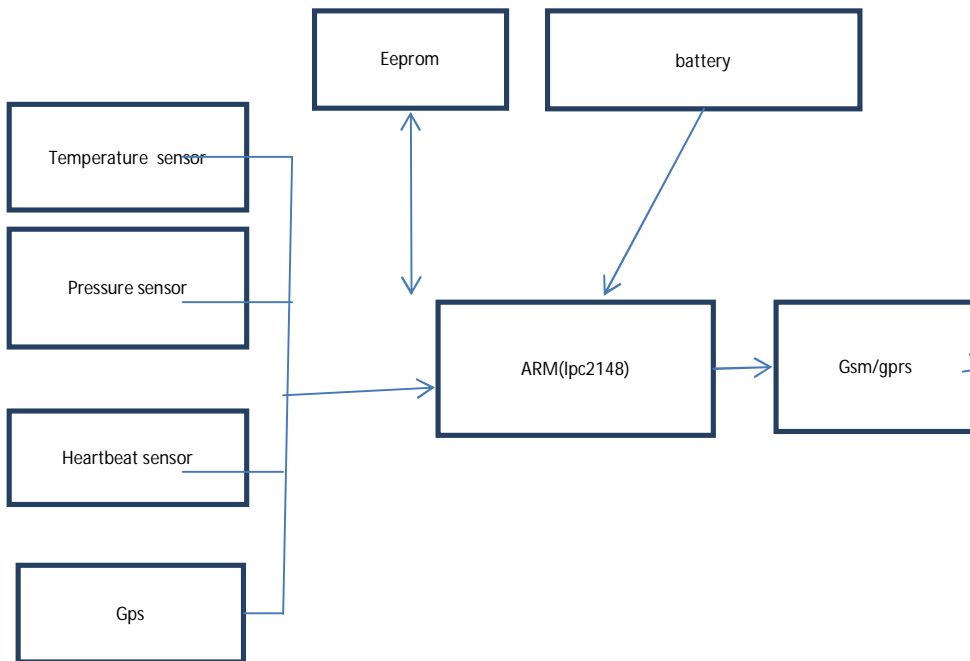 Eeprom
battery
Temperature sensor
Pressure sensor
ARM(lpc2148)
Gsm/gprs
Heartbeat sensor
Gps